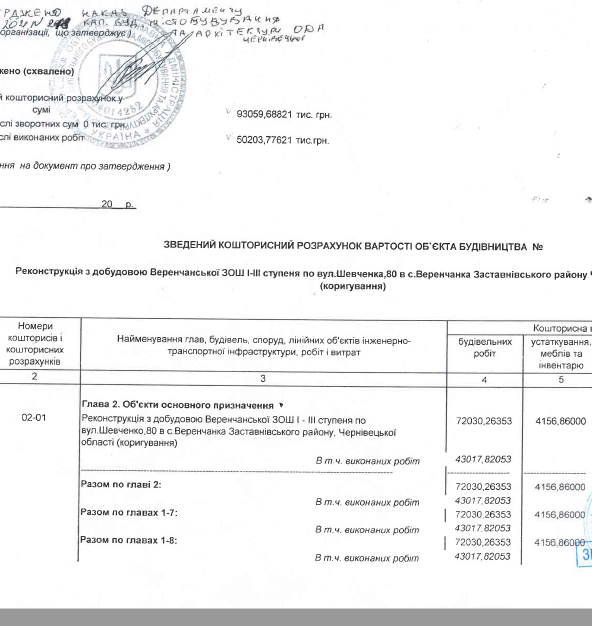 НАКАЗ ДЕПАРТАМЕНТУ
КАП. БУД. МІСТОБУДУВАННЯ
організації, що затверджує ) ТА АРХІТЕКТУРИ ОДА
жено (схвалено)
й кошторисний розрахунок у
сумі 93059,68821 тис. грн.
слі зворотних сум 0 тис. грн.
слі виконаних робіт 50203,77621 тис.грн.
ння на документ про затвердження )
20 р.
ЗВЕДЕНИЙ КОШТОРИСНИЙ РОЗРАХУНОК ВАРТОСТІ ОБ`ЄКТА БУДІВНИЦТВА №
Реконструкція з добудовою Веренчанської ЗОШ І-ІІІ ступеня по вул.Шевченка,80 в с.Веренчанка Заставнівського району Ч
(коригування)
Номери
кошторисів і
кошторисних
розрахунків
Найменування глав, будівель, споруд, лінійних об'єктів інженерно-
транспортної інфраструктури, робіт і витрат
Кошторисна в
будівельних
робіт
устаткування,
меблів та
інвентарю
2 3 4 5
Глава 2. Об'єкти основного призначення
02-01 Реконструкція з добудовою Веренчанської ЗОШ І - ІІІ ступеня по 72030,26353 4156,86000
вул.Шевченко,80 в с.Веренчанка Заставнівського району, Чернівецької
області (коригування)
В т.ч. виконаних робіт 43017,82053
Разом по главі 2: 72030,26353 4156,86000
В т.ч. виконаних робіт 43017,82053
Разом по главах 1-7: 72030,26353 4156,86000
В т.ч. виконаних робіт 43017,82053
Разом по главах 1-8: 72030,26353 4156,86000
В т.ч. виконаних робіт 43017,82053